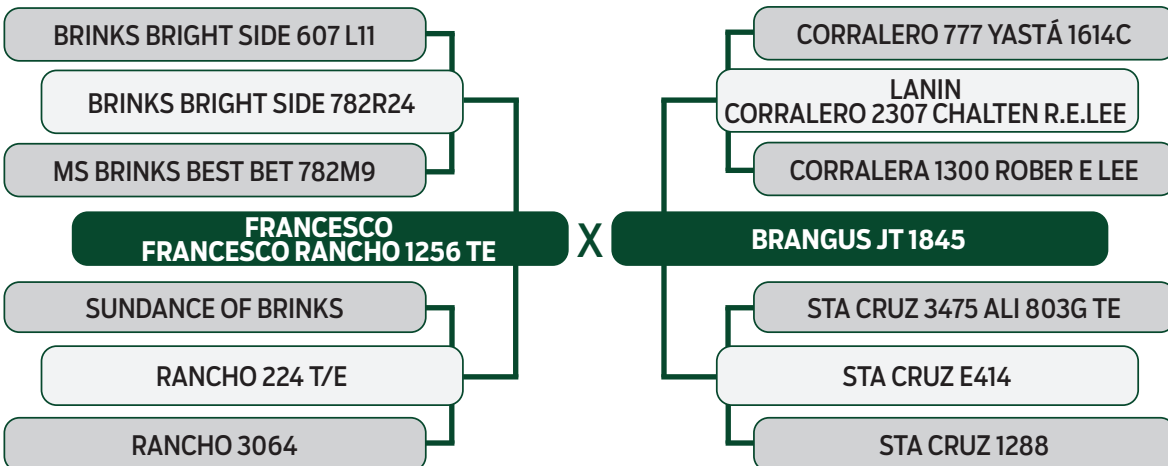 BRINKS BRIGHT SIDE 607 L11
BRINKS BRIGHT SIDE 782R24
MS BRINKS BEST BET 782M9
FRANCESCO
FRANCESCO RANCHO 1256 TE
SUNDANCE OF BRINKS
RANCHO 224 T/E
RANCHO 3064
X
CORRALERO 777 YASTÁ 1614C
LANIN
CORRALERO 2307 CHALTEN R.E.LEE
CORRALERA 1300 ROBER E LEE
BRANGUS JT 1845
STA CRUZ 3475 ALI 803G TE
STA CRUZ E414
STA CRUZ 1288